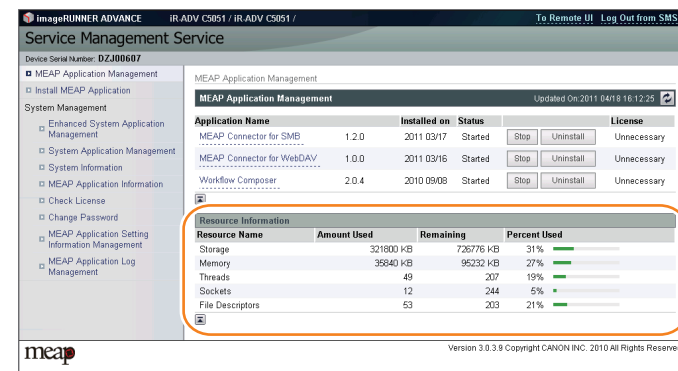 imageRUNNER ADVANCE iR-ADV C5051 / iR-ADV C5051 / To Remote UI Log Out from SMS
Service Management Service
Device Serial Number: DZJ00607
MEAP Application Management
Install MEAP Application
System Management
Enhanced System Application
Management
System Application Management
System Information
MEAP Application Information
Check License
Change Password
MEAP Application Setting
Information Management
MEAP Application Log
Management
MEAP Application Management
MEAP Application Management Updated On:2011 04/18 16:12:25
Application Name Installed on Status License
MEAP Connector for SMB 1.2.0 2011 03/17 Started Stop Uninstall Unnecessary
MEAP Connector for WebDAV 1.0.0 2011 03/16 Started Stop Uninstall Unnecessary
Workflow Composer 2.0.4 2010 09/08 Started Stop Uninstall Unnecessary
Resource Information
Resource Name Amount Used Remaining Percent Used
Storage 321800 KB 726776 KB 31%
Memory 35840 KB 95232 KB 27%
Threads 49 207 19%
Sockets 12 244 5%
File Descriptors 53 203 21%
meap
Version 3.0.3.9 Copyright CANON INC. 2010 All Rights Reserve